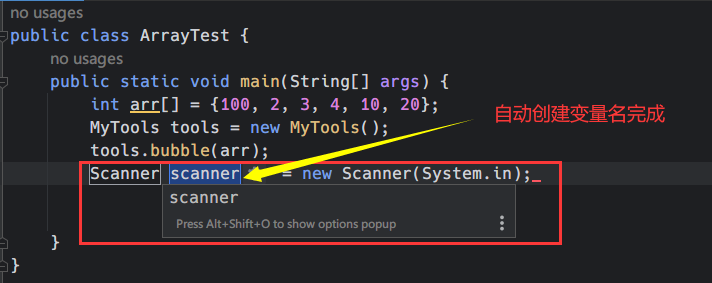 no usages
public class ArrayTest {
no usages
public static void main(String[] args) {
int arr[] = {100, 2, 3, 4, 10, 20};
MyTools tools = new MyTools();
自动创建变量名完成
tools.bubble(arr);
Scanner scanner = new Scanner(System.in);
scanner
Press Alt+Shift+O to show options popup
}
}